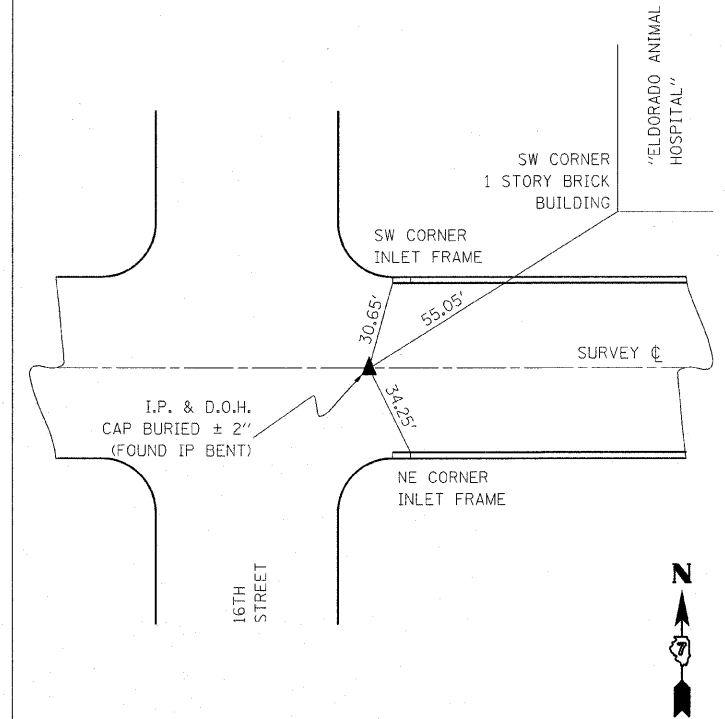 "ELDORADO ANIMAL
HOSPITAL"
SW CORNER
1 STORY BRICK
BUILDING
SW CORNER
INLET FRAME
30.65'
55.05'
SURVEY ℄
I.P. & D.O.H.
CAP BURIED ± 2"
(FOUND IP BENT)
34.25'
NE CORNER
INLET FRAME
16TH
STREET
N
7